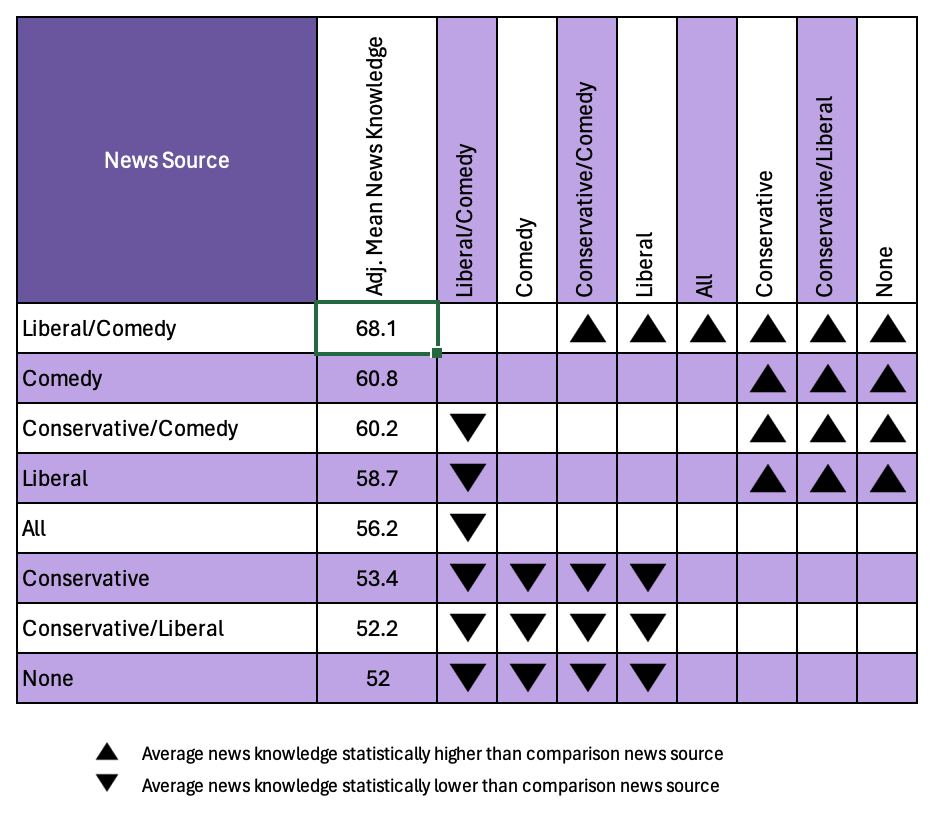 News Source
Adj. Mean News Knowledge
Liberal/Comedy
Comedy
Conservative/Comedy
Liberal
All
Conservative
Conservative/Liberal
None
Liberal/Comedy 68.1 ▲ ▲ ▲ ▲ ▲ ▲
Comedy 60.8 ▲ ▲ ▲
Conservative/Comedy 60.2 ▼ ▲ ▲ ▲
Liberal 58.7 ▼ ▲ ▲ ▲
All 56.2 ▼
Conservative 53.4 ▼ ▼ ▼ ▼
Conservative/Liberal 52.2 ▼ ▼ ▼ ▼
None 52 ▼ ▼ ▼ ▼
▲ Average news knowledge statistically higher than comparison news source
▼ Average news knowledge statistically lower than comparison news source